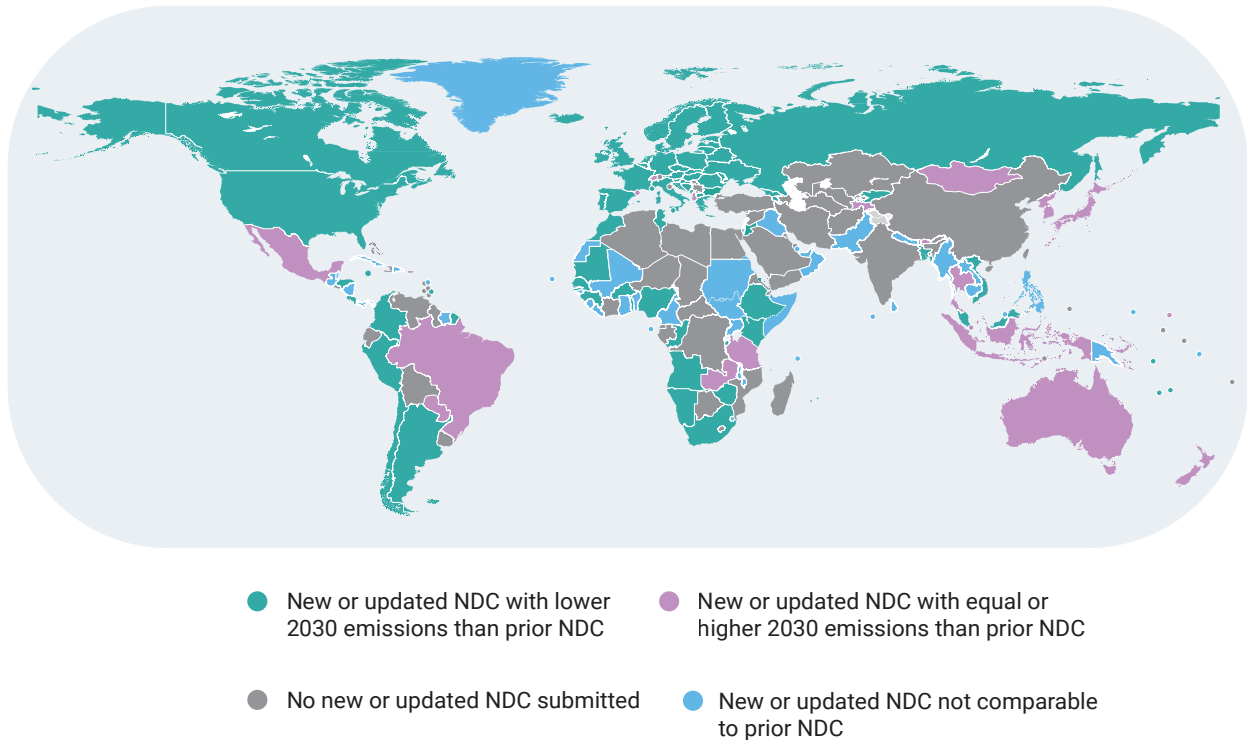 New or updated NDC with lower
2030 emissions than prior NDC
New or updated NDC with equal or
higher 2030 emissions than prior NDC
No new or updated NDC submitted
New or updated NDC not comparable
to prior NDC